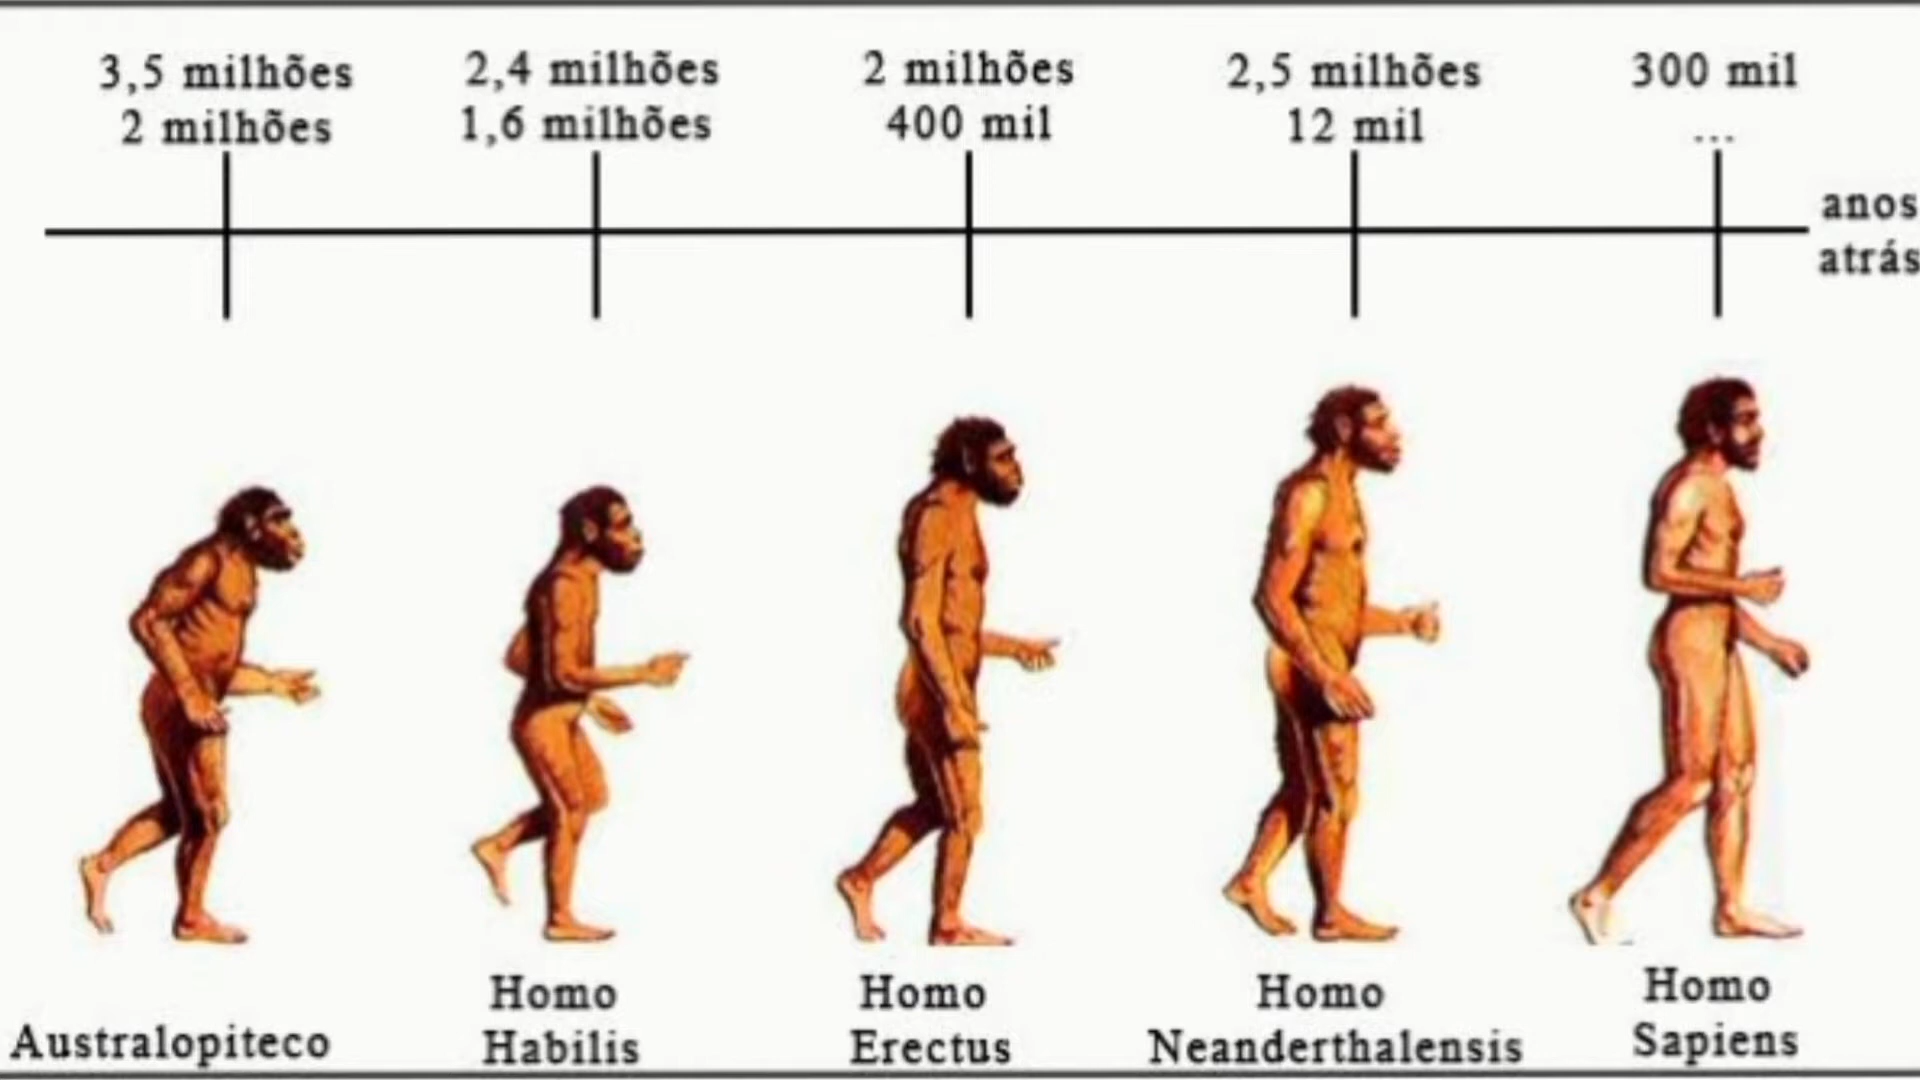 3,5 milhões
2 milhões
2,4 milhões
1,6 milhões
2 milhões
400 mil
2,5 milhões
12 mil
300 mil
...
anos
atrás
Australopiteco
Homo
Habilis
Homo
Erectus
Homo
Neanderthalensis
Homo
Sapiens